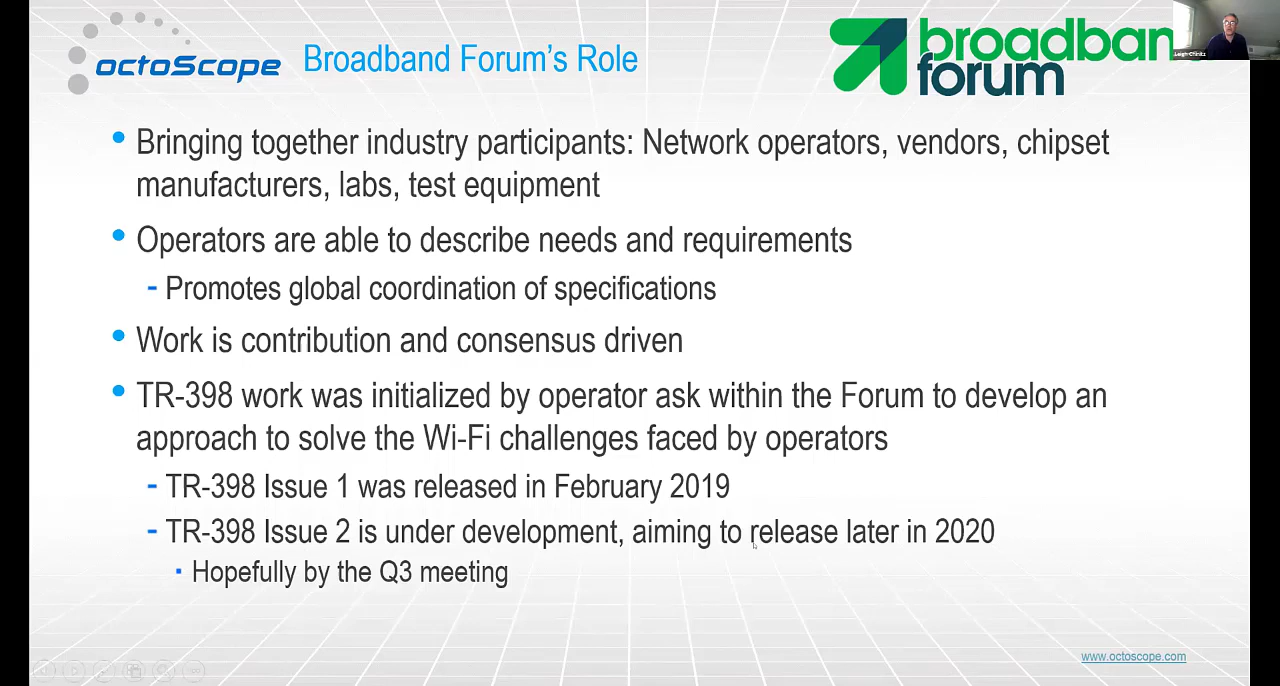 octoScope
Broadband Forum's Role
broadban
forum
Leigh Chinitz
• Bringing together industry participants: Network operators, vendors, chipset
manufacturers, labs, test equipment
• Operators are able to describe needs and requirements
- Promotes global coordination of specifications
• Work is contribution and consensus driven
• TR-398 work was initialized by operator ask within the Forum to develop an
approach to solve the Wi-Fi challenges faced by operators
- TR-398 Issue 1 was released in February 2019
- TR-398 Issue 2 is under development, aiming to release later in 2020
▪ Hopefully by the Q3 meeting
www.octoscope.com